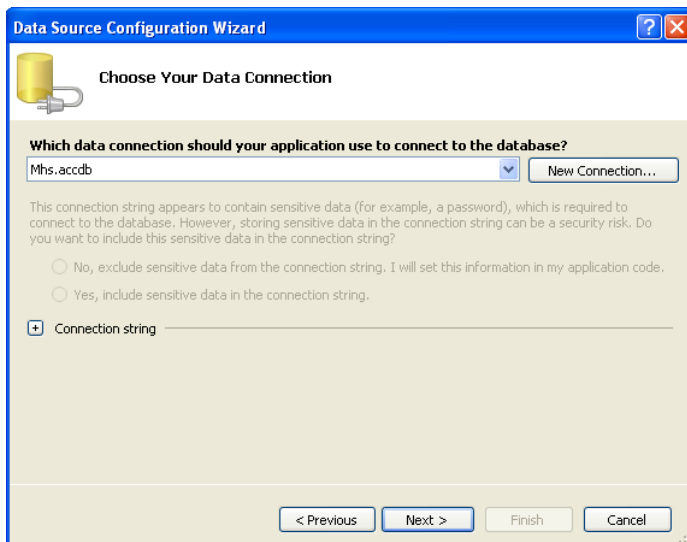 Data Source Configuration Wizard
Choose Your Data Connection
Which data connection should your application use to connect to the database?
Mhs.accdb
New Connection...
This connection string appears to contain sensitive data (for example, a password), which is required to
connect to the database. However, storing sensitive data in the connection string can be a security risk. Do
you want to include this sensitive data in the connection string?
No, exclude sensitive data from the connection string. I will set this information in my application code.
Yes, include sensitive data in the connection string.
Connection string
< Previous
Next >
Finish
Cancel